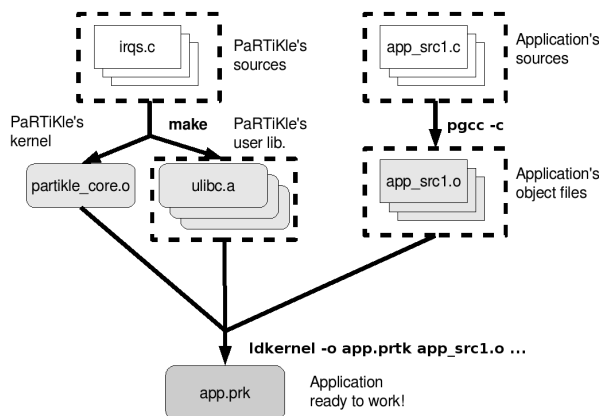 irqs.c
PaRTiKle's
sources
app_src1.c
Application's
sources
PaRTiKle's
kernel
make
PaRTiKle's
user lib.
pgcc -c
partikle_core.o
ulibc.a
app_src1.o
Application's
object files
ldkernel -o app.prtk app_src1.o ...
app.prk
Application
ready to work!